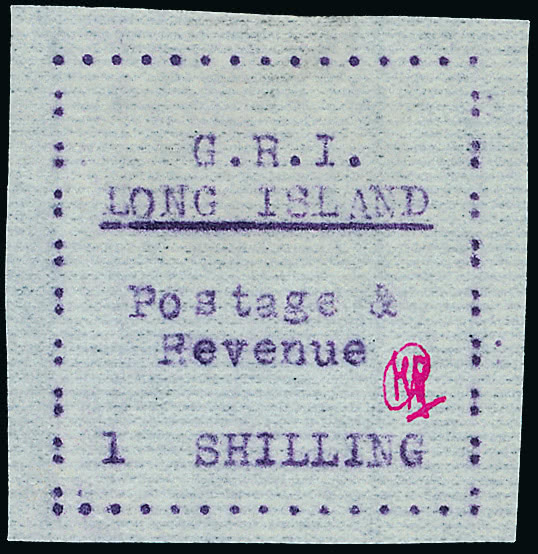 G.R.I.
LONG ISLAND
Postage &
Revenue
1 SHILLING